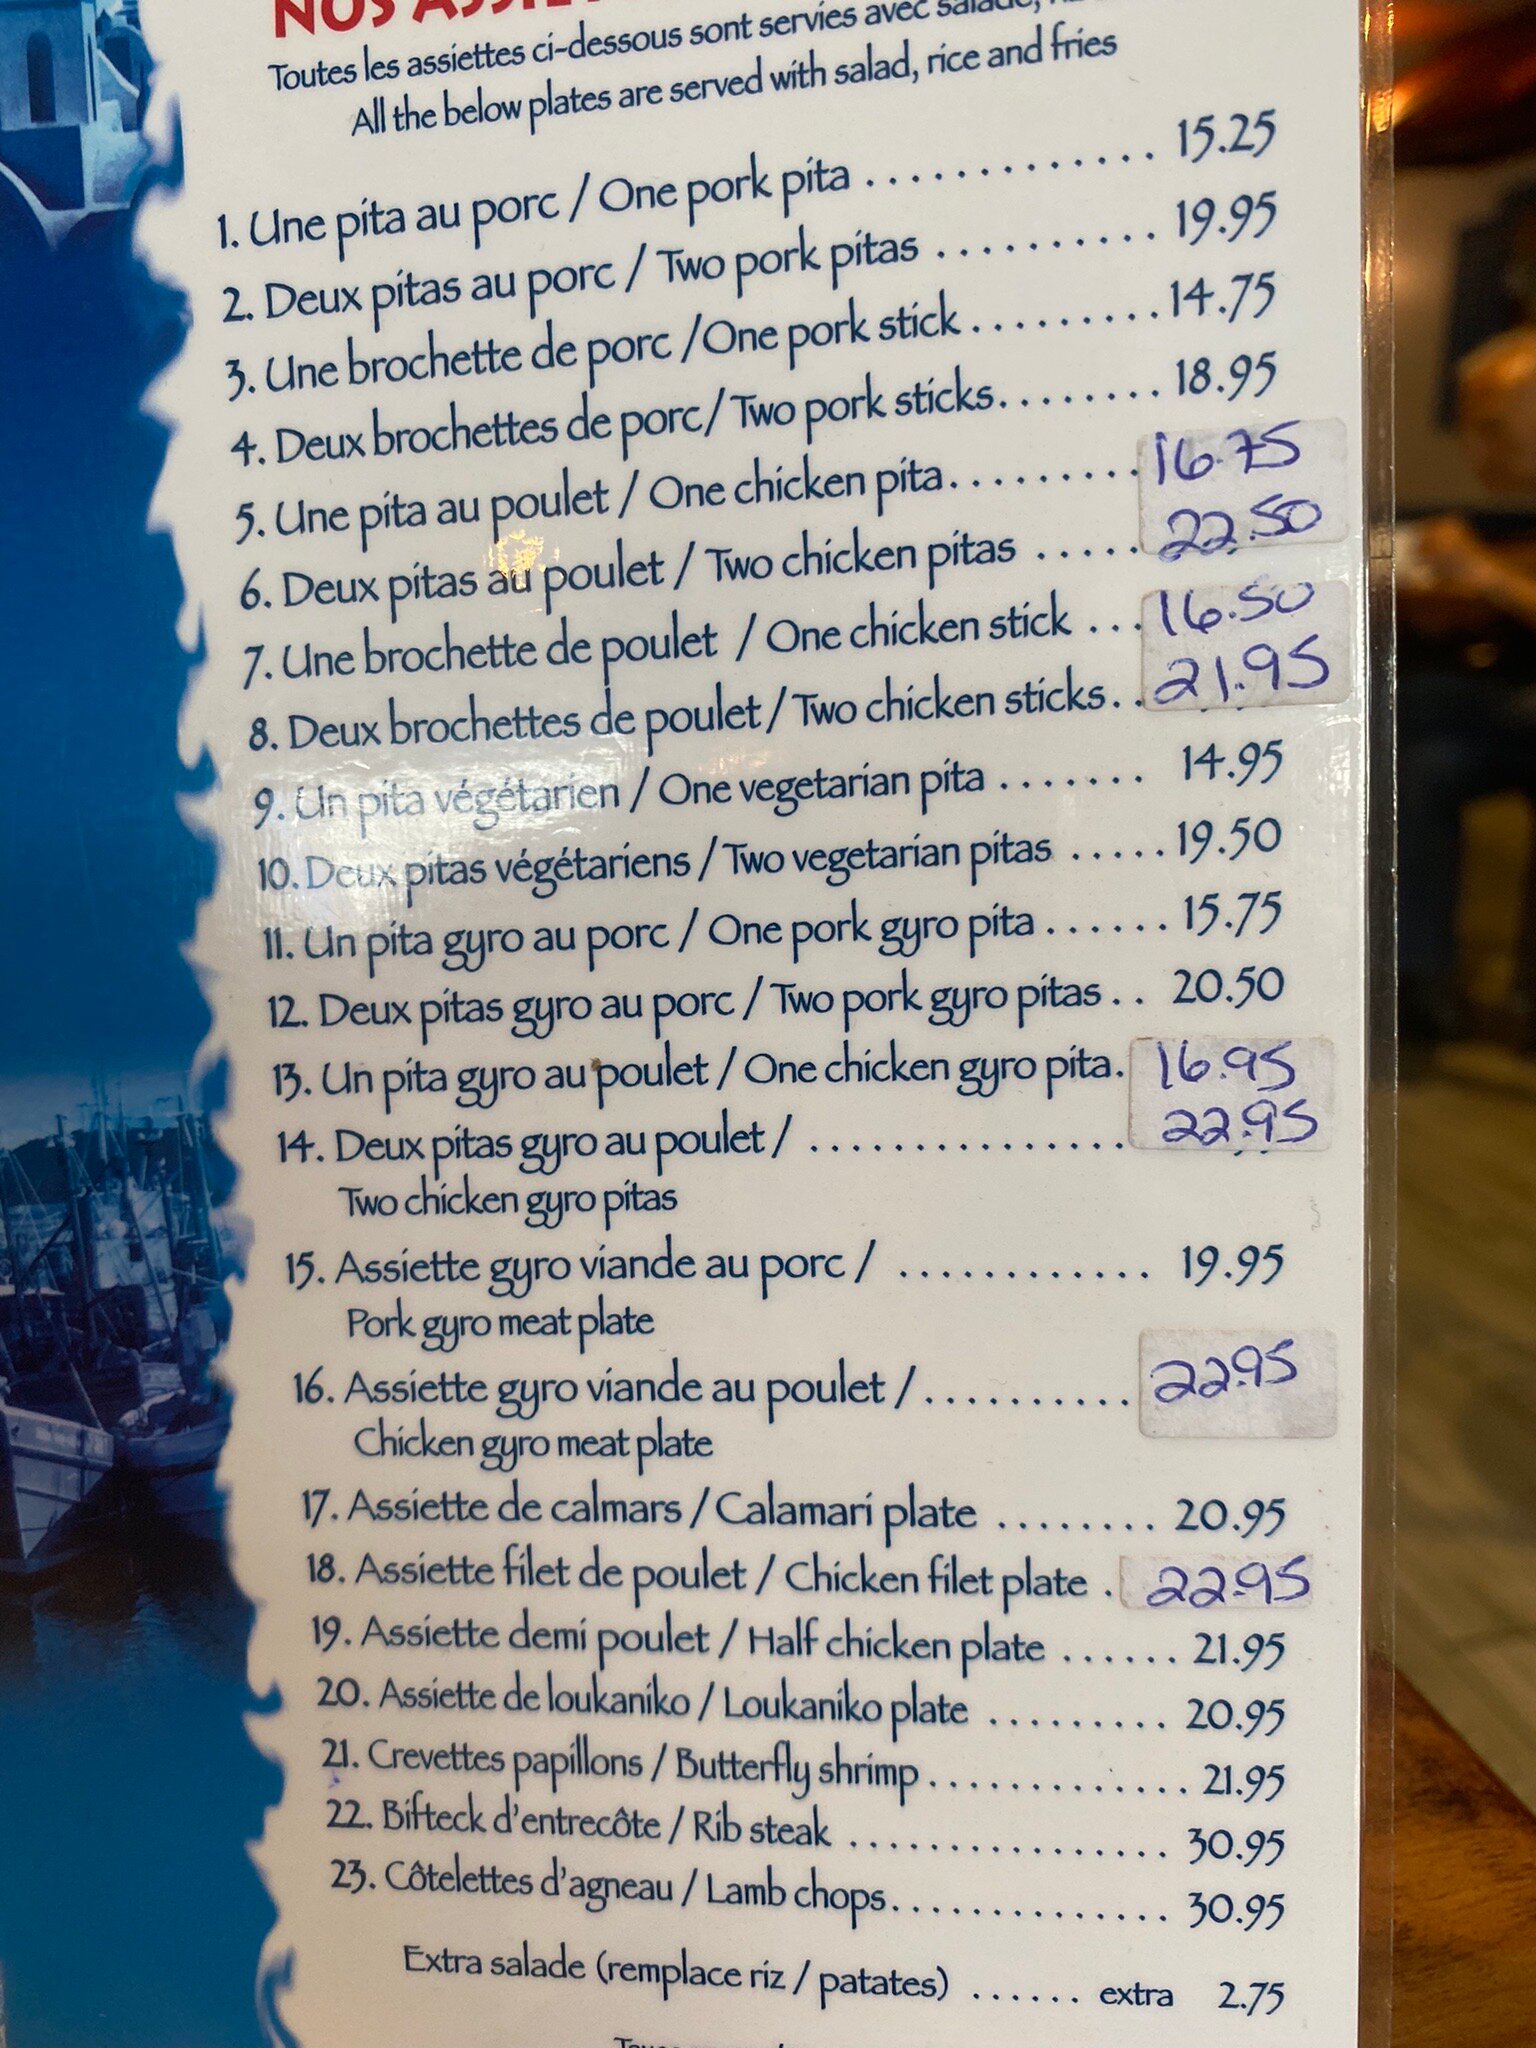 NOS ASSIE
Toutes les assiettes ci-dessous sont servies avec salade,
All the below plates are served with salad, rice and fries
1. Une pita au porc / One pork pita ............. 15.25
2. Deux pitas au porc / Two pork pitas .......... 19.95
3. Une brochette de porc /One pork stick ......... 14.75
4. Deux brochettes de porc/ Two pork sticks........ 18.95
5. Une pita au poulet / One chicken pita......... 16.75
6. Deux pitas au poulet / Two chicken pitas ..... 22.50
7. Une brochette de poulet / One chicken stick ... 16.50
8. Deux brochettes de poulet/ Two chicken sticks.. 21.95
9. Un pita végétarien / One vegetarian pita ....... 14.95
10. Deux pitas végétariens / Two vegetarian pitas ..... 19.50
11. Un pita gyro au porc / One pork gyro pita ...... 15.75
12. Deux pitas gyro au porc / Two pork gyro pitas .. 20.50
13. Un pita gyro au poulet / One chicken gyro pita. 16.95
14. Deux pitas gyro au poulet / ............... 22.95
Two chicken gyro pitas
15. Assiette gyro viande au porc / ............ 19.95
Pork gyro meat plate
16. Assiette gyro viande au poulet / .......... 22.95
Chicken gyro meat plate
17. Assiette de calmars / Calamari plate ........ 20.95
18. Assiette filet de poulet / Chicken filet plate . 22.95
19. Assiette demi poulet / Half chicken plate ...... 21.95
20. Assiette de loukaniko / Loukaniko plate ......... 20.95
21. Crevettes papillons / Butterfly shrimp ............. 21.95
22. Bifteck d'entrecôte / Rib steak ................ 30.95
23. Côtelettes d'agneau / Lamb chops.............. 30.95
Extra salade (remplace riz / patates) ...... extra 2.75